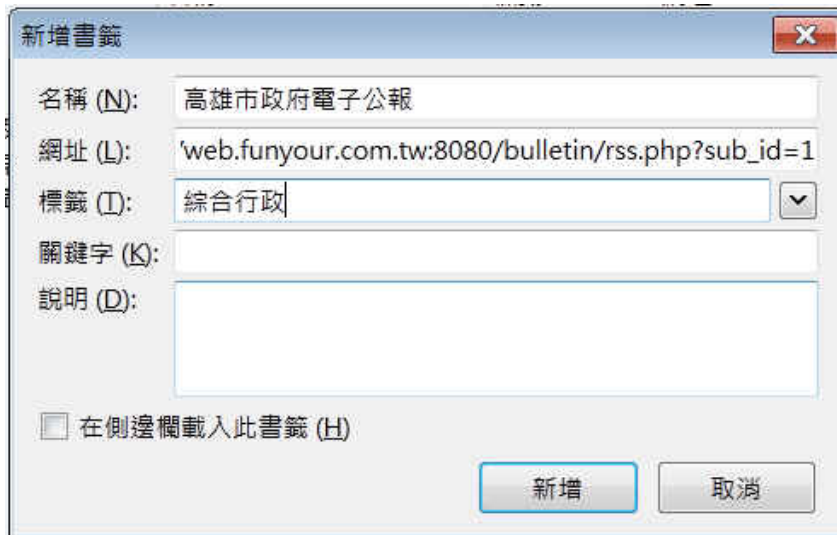 新增書籤
名稱 (N): 高雄市政府電子公報
網址 (L): /web.funyour.com.tw:8080/bulletin/rss.php?sub_id=1
標籤 (T): 綜合行政
關鍵字 (K):
說明 (D):
在側邊欄載入此書籤 (H)
新增 取消